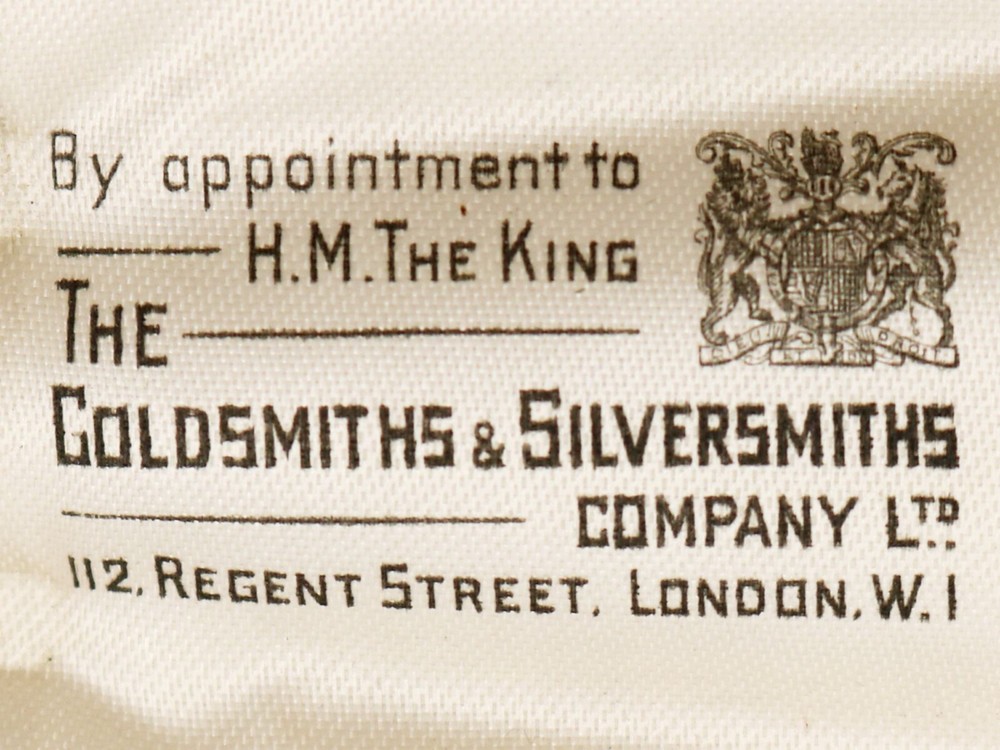 By appointment to
H.M. THE KING
THE
GOLDSMITHS & SILVERSMITHS
COMPANY LTD
112, REGENT STREET, LONDON, W. 1